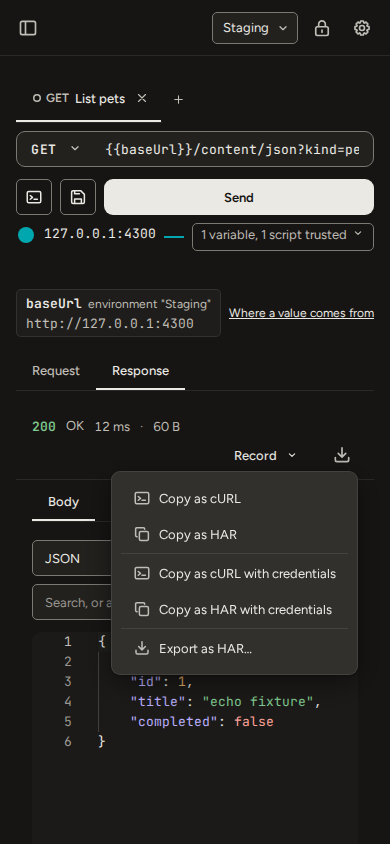 Staging
GET List pets
GET {{baseUrl}}/content/json?kind=pe
Send
127.0.0.1:4300
1 variable, 1 script trusted
baseUrl environment "Staging"
http://127.0.0.1:4300
Where a value comes from
Request Response
200 OK 12 ms · 60 B
Record
Body
Copy as cURL
Copy as HAR
Copy as cURL with credentials
Copy as HAR with credentials
Export as HAR...
JSON
Search, or a
1 {
2
3 "id": 1,
4 "title": "echo fixture",
5 "completed": false
6 }